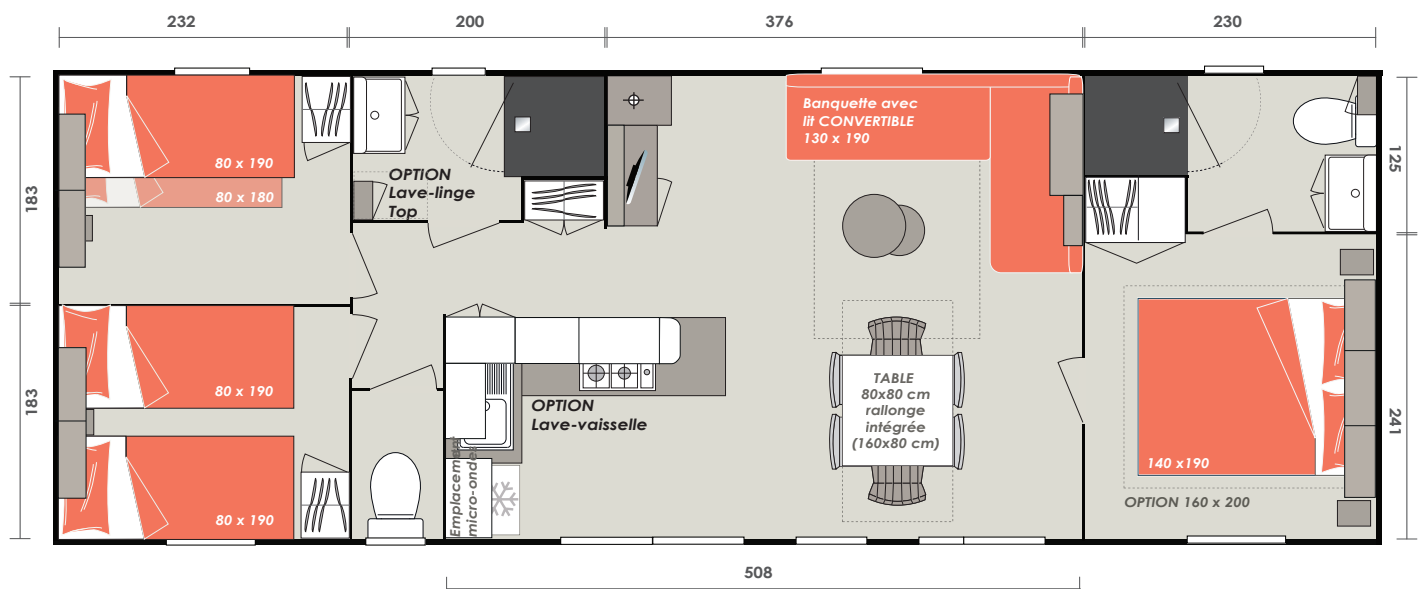 232
200
376
230
80 x 190
80 x 180
OPTION
Lave-linge
Top
Banquette avec
lit CONVERTIBLE
130 x 190
183
125
80 x 190
OPTION
Lave-vaisselle
TABLE
80x80 cm
rallonge
intégrée
(160x80 cm)
183
241
140 x190
OPTION 160 x 200
80 x 190
Emplacement
micro-ondes
508